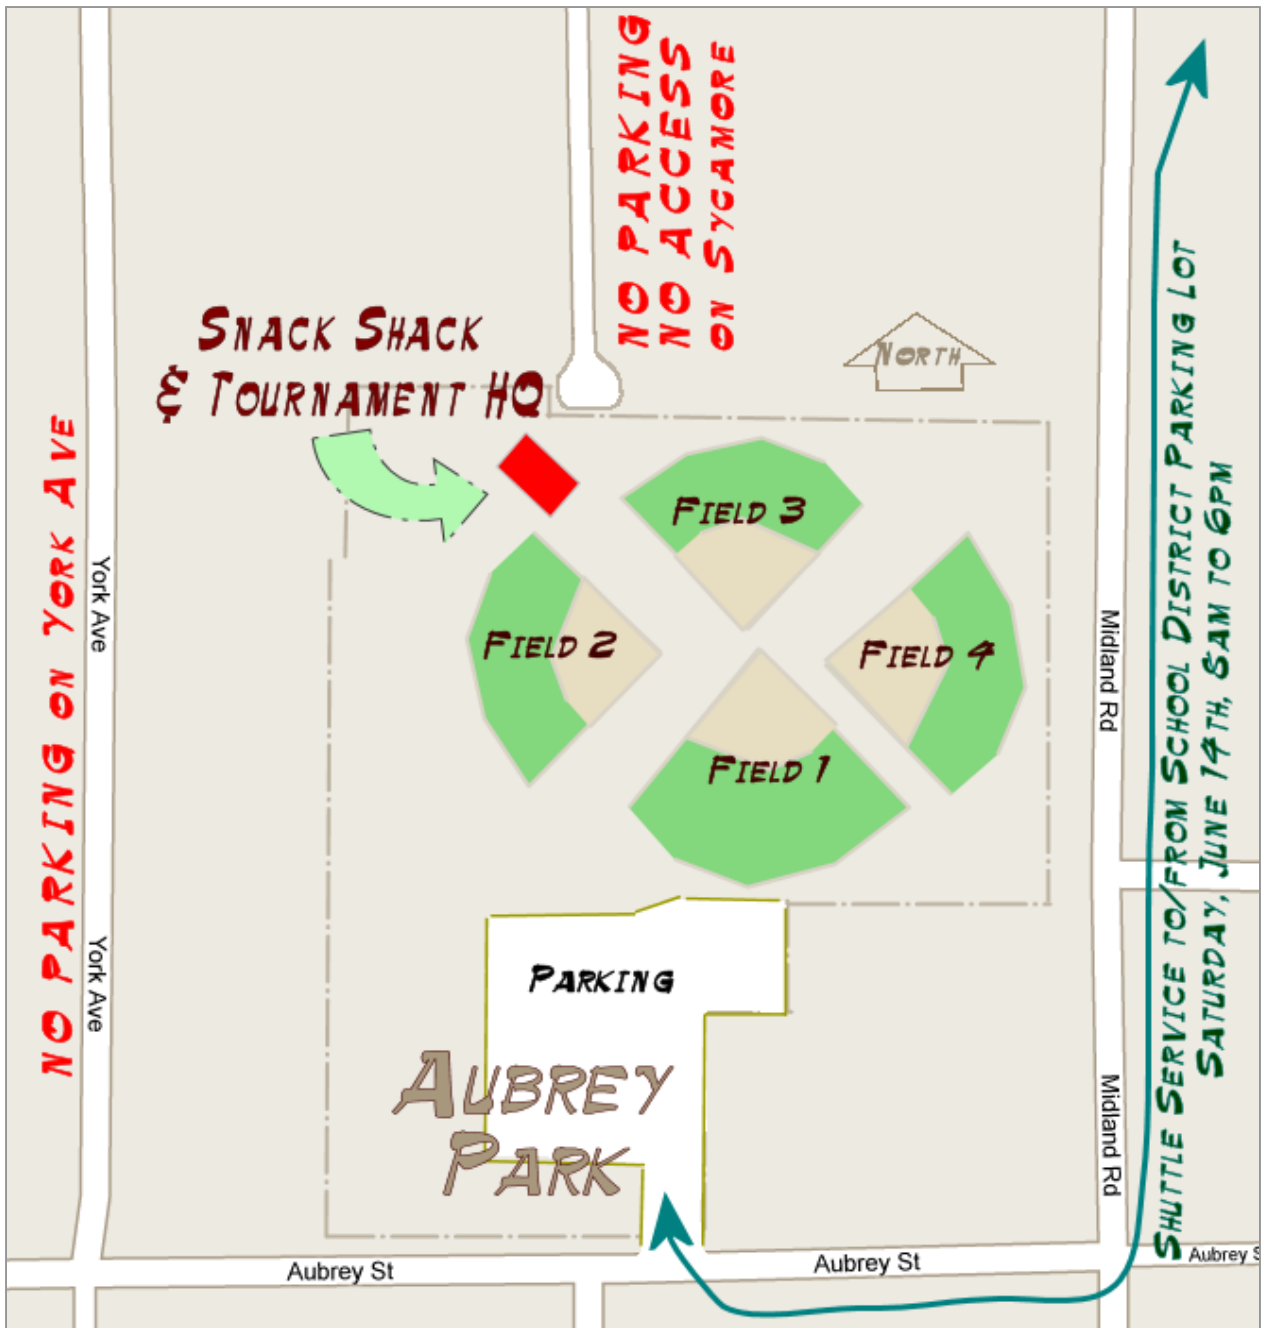 NO PARKING
NO ACCESS
ON SYCAMORE
SNACK SHACK
& TOURNAMENT HQ
NORTH
NO PARKING ON YORK AVE
York Ave
York Ave
FIELD 3
FIELD 2
FIELD 4
FIELD 1
Midland Rd
Midland Rd
SHUTTLE SERVICE TO/FROM SCHOOL DISTRICT PARKING LOT
SATURDAY, JUNE 14TH, 8AM TO 6PM
PARKING
AUBREY
PARK
Aubrey St
Aubrey St
Aubrey S